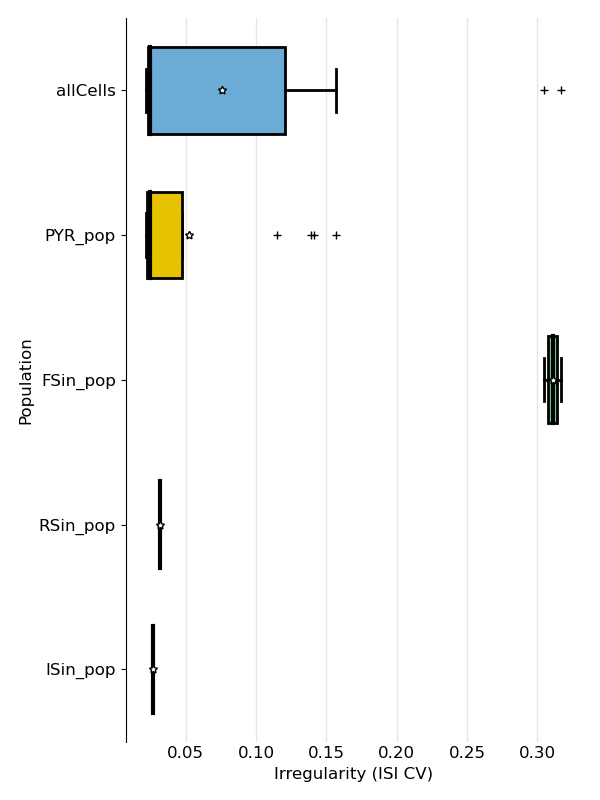 allCells
PYR_pop
FSin_pop
RSin_pop
ISin_pop
Population
0.05 0.10 0.15 0.20 0.25 0.30
Irregularity (ISI CV)